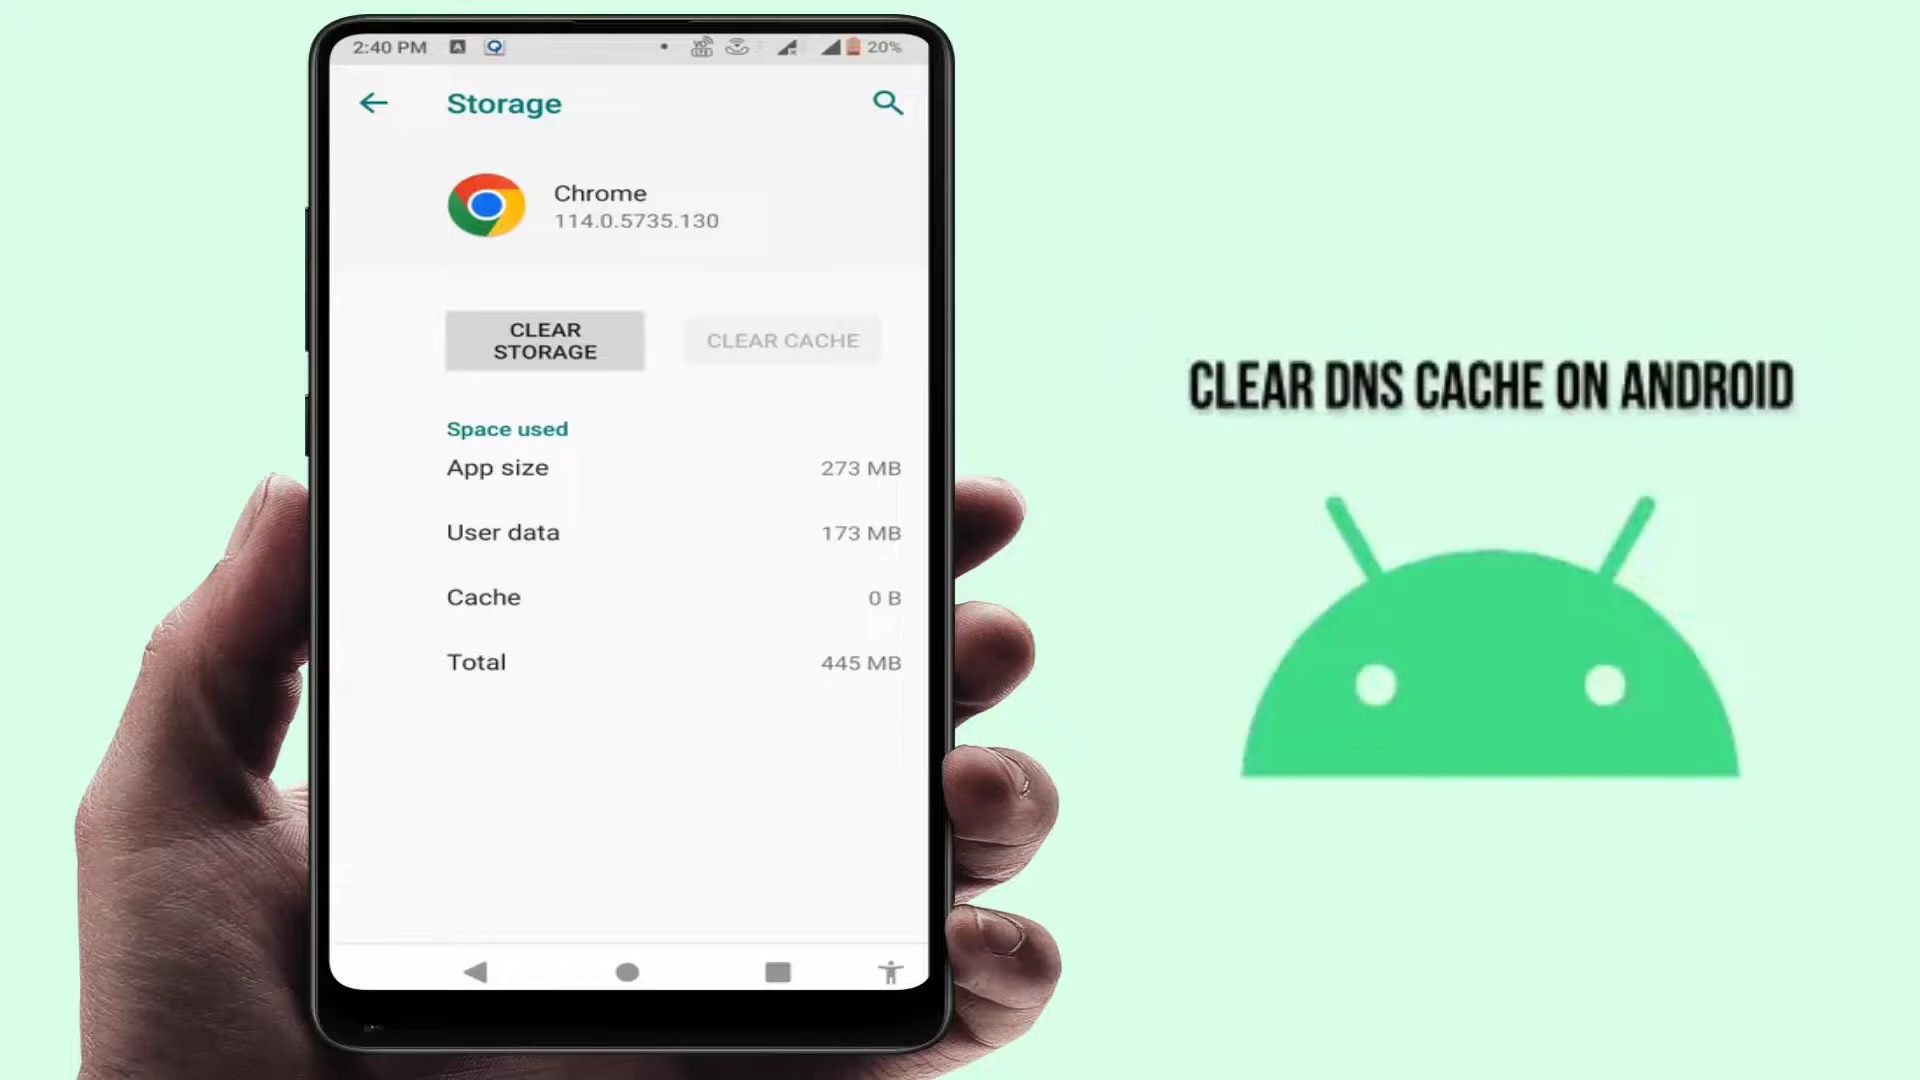 2:40 PM
20%
Storage
Chrome
114.0.5735.130
CLEAR
STORAGE
CLEAR CACHE
Space used
App size 273 MB
User data 173 MB
Cache 0 B
Total 445 MB
CLEAR DNS CACHE ON ANDROID